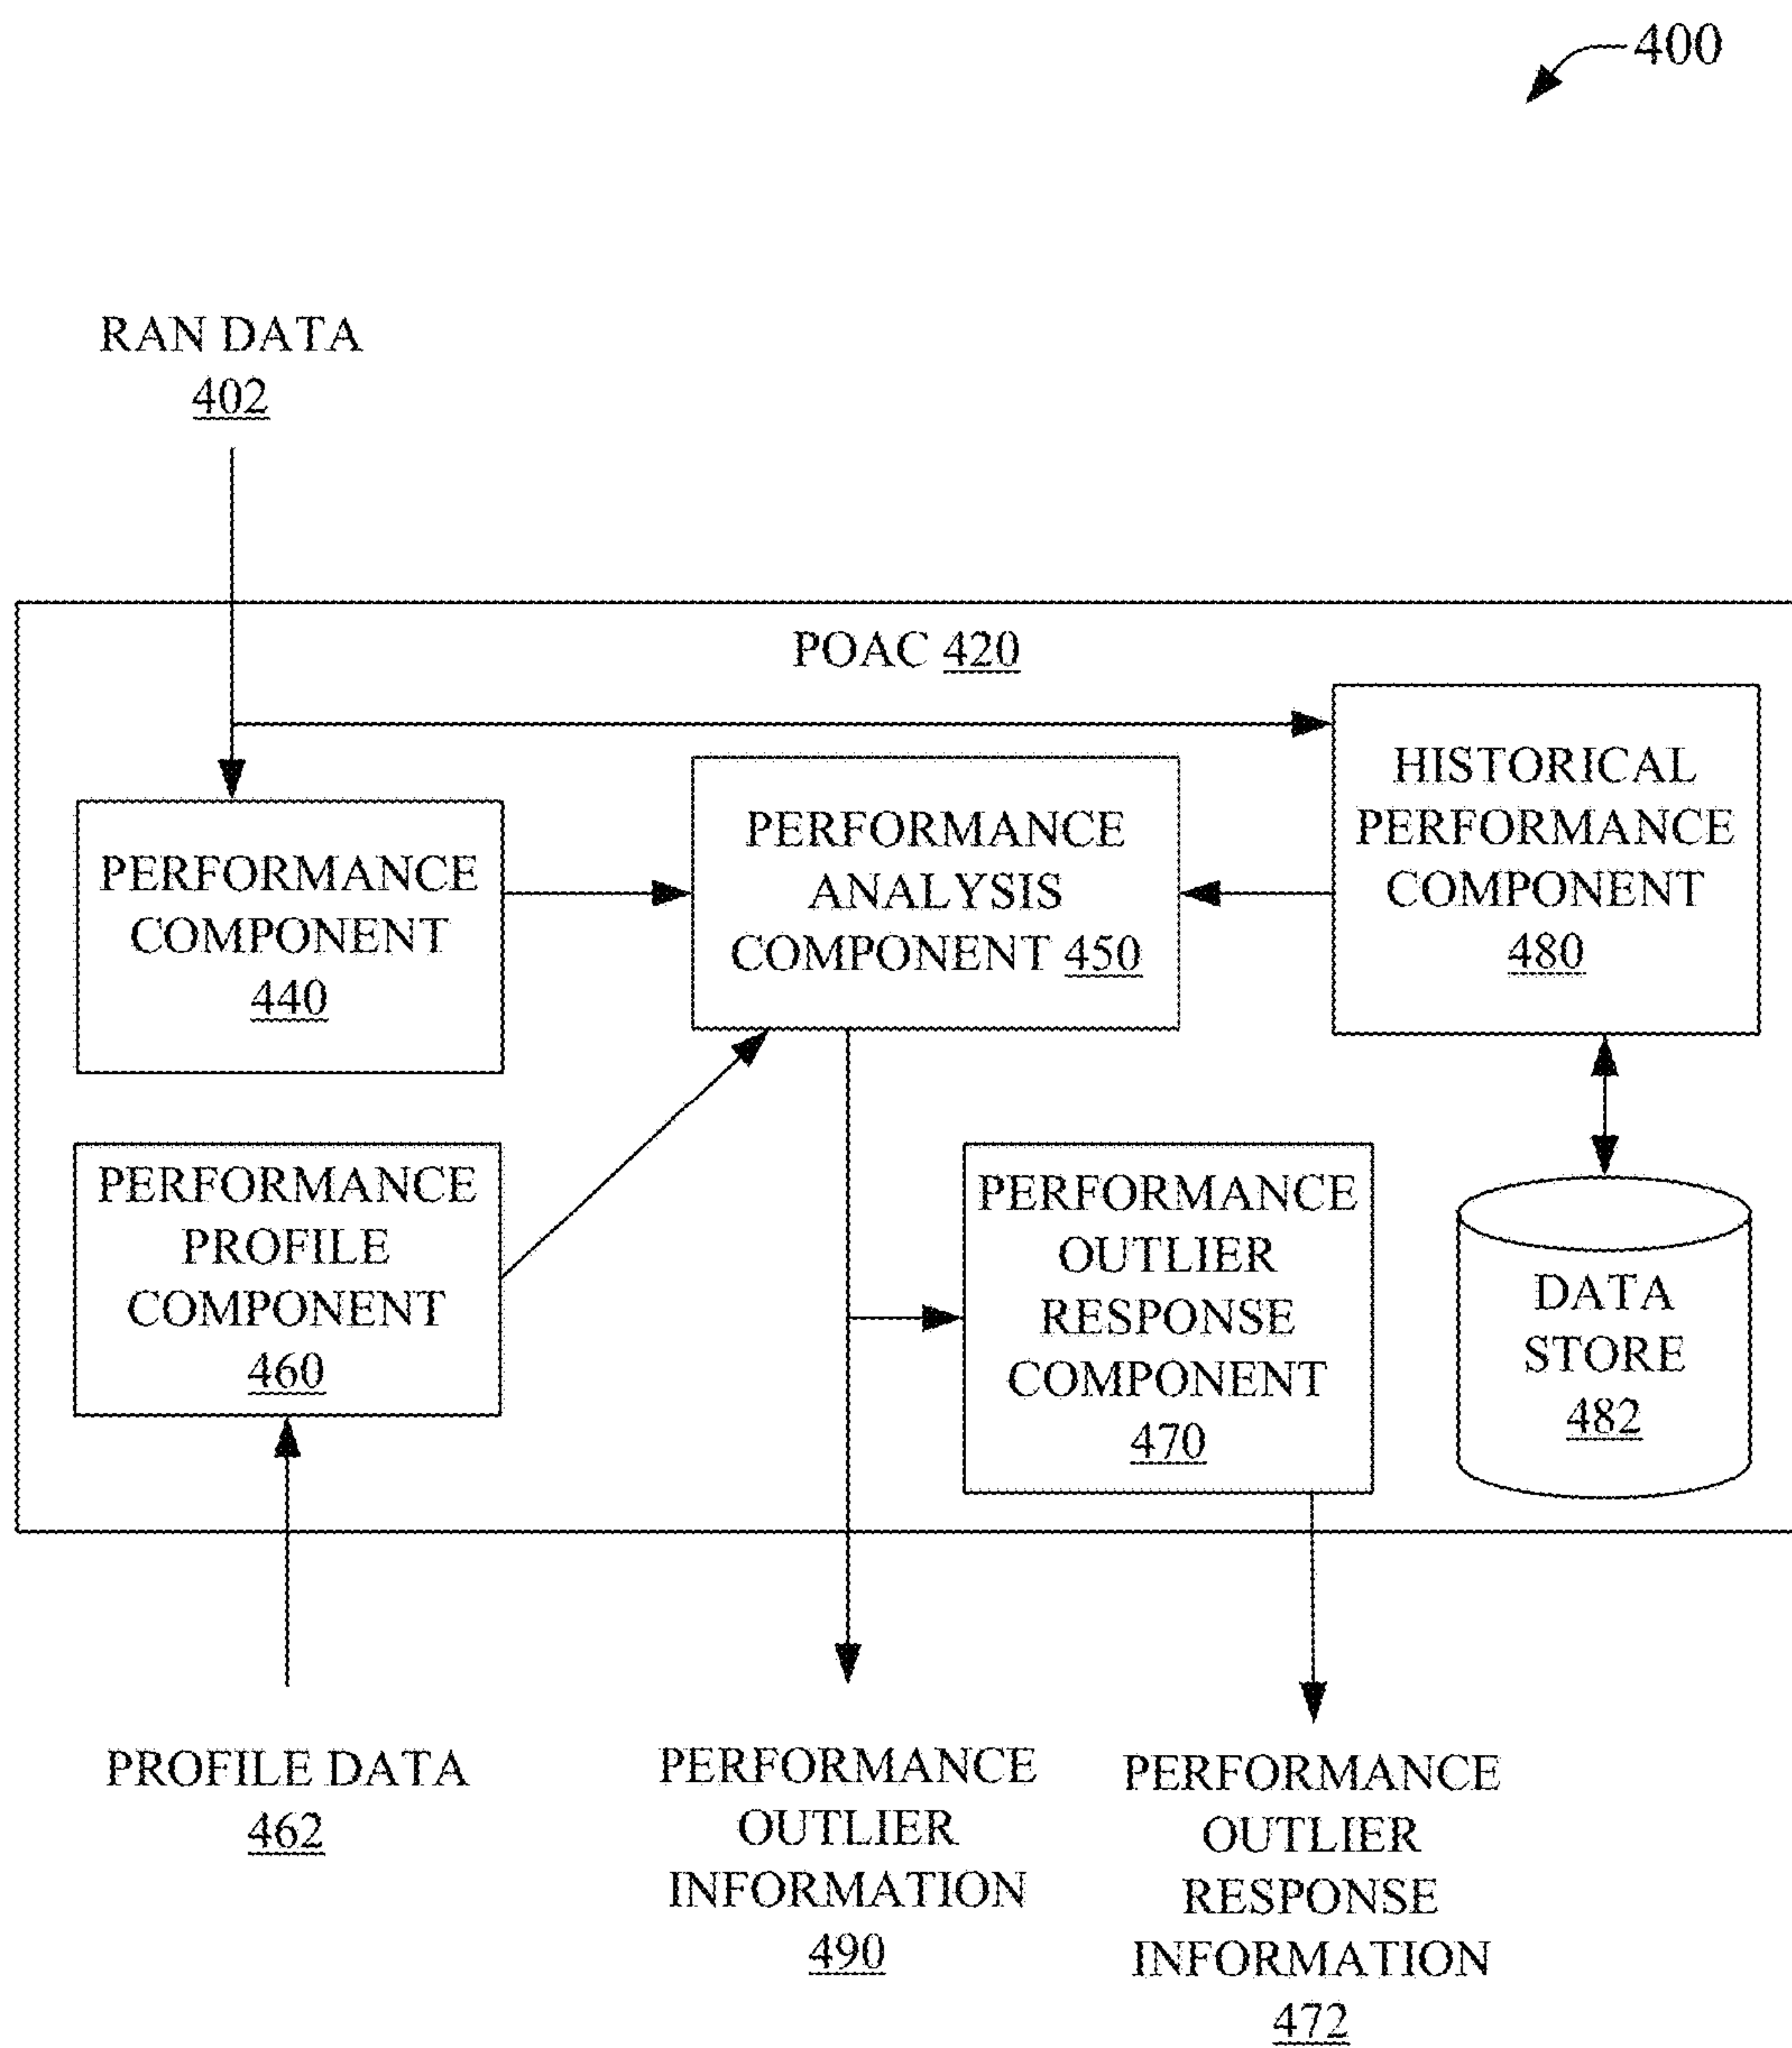 400
RAN DATA
402
POAC 420
PERFORMANCE
COMPONENT
440
PERFORMANCE
ANALYSIS
COMPONENT 450
HISTORICAL
PERFORMANCE
COMPONENT
480
PERFORMANCE
PROFILE
COMPONENT
460
PERFORMANCE
OUTLIER
RESPONSE
COMPONENT
470
DATA
STORE
482
PROFILE DATA
462
PERFORMANCE
OUTLIER
INFORMATION
490
PERFORMANCE
OUTLIER
RESPONSE
INFORMATION
472